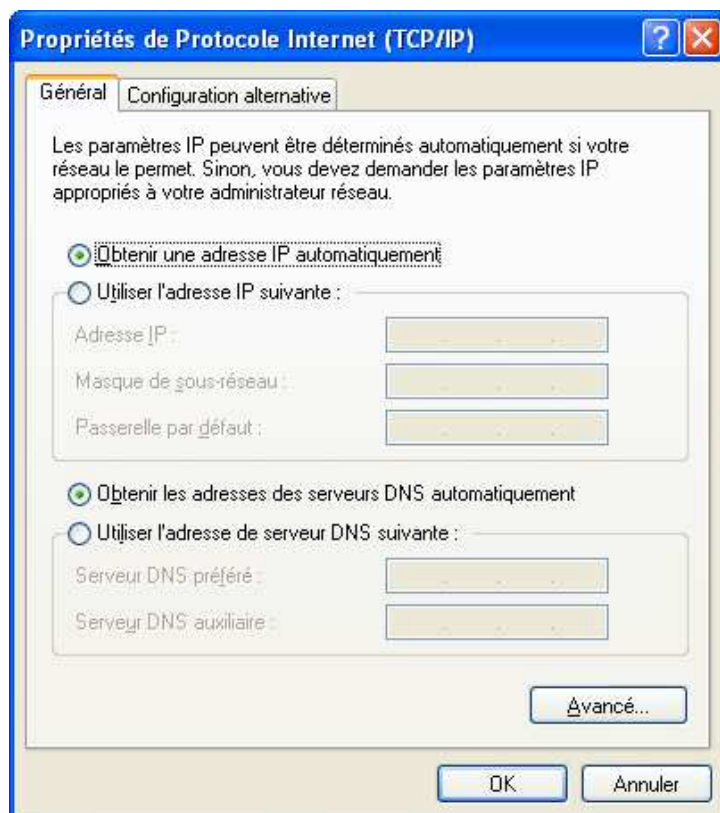 Propriétés de Protocole Internet (TCP/IP)
?
Général
Configuration alternative
Les paramètres IP peuvent être déterminés automatiquement si votre
réseau le permet. Sinon, vous devez demander les paramètres IP
appropriés à votre administrateur réseau.
Obtenir une adresse IP automatiquement
Utiliser l'adresse IP suivante :
Adresse IP :
Masque de sous-réseau :
Passerelle par défaut :
Obtenir les adresses des serveurs DNS automatiquement
Utiliser l'adresse de serveur DNS suivante :
Serveur DNS préféré :
Serveur DNS auxiliaire :
Avancé...
OK
Annuler